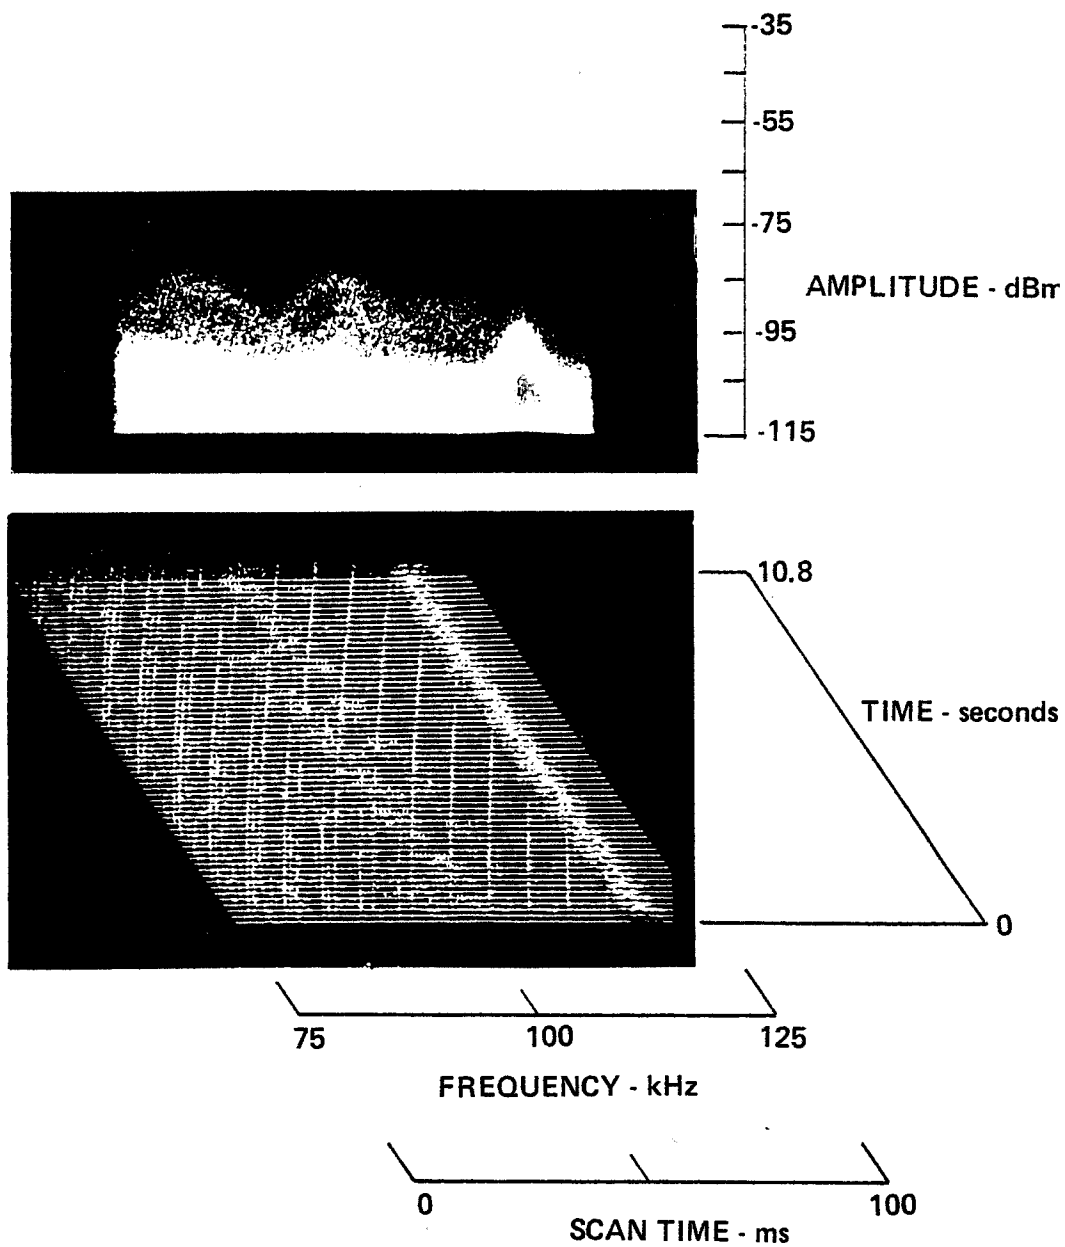 -35
-55
-75
AMPLITUDE - dBm
-95
-115
10.8
TIME - seconds
0
75 100 125
FREQUENCY - kHz
0 100
SCAN TIME - ms